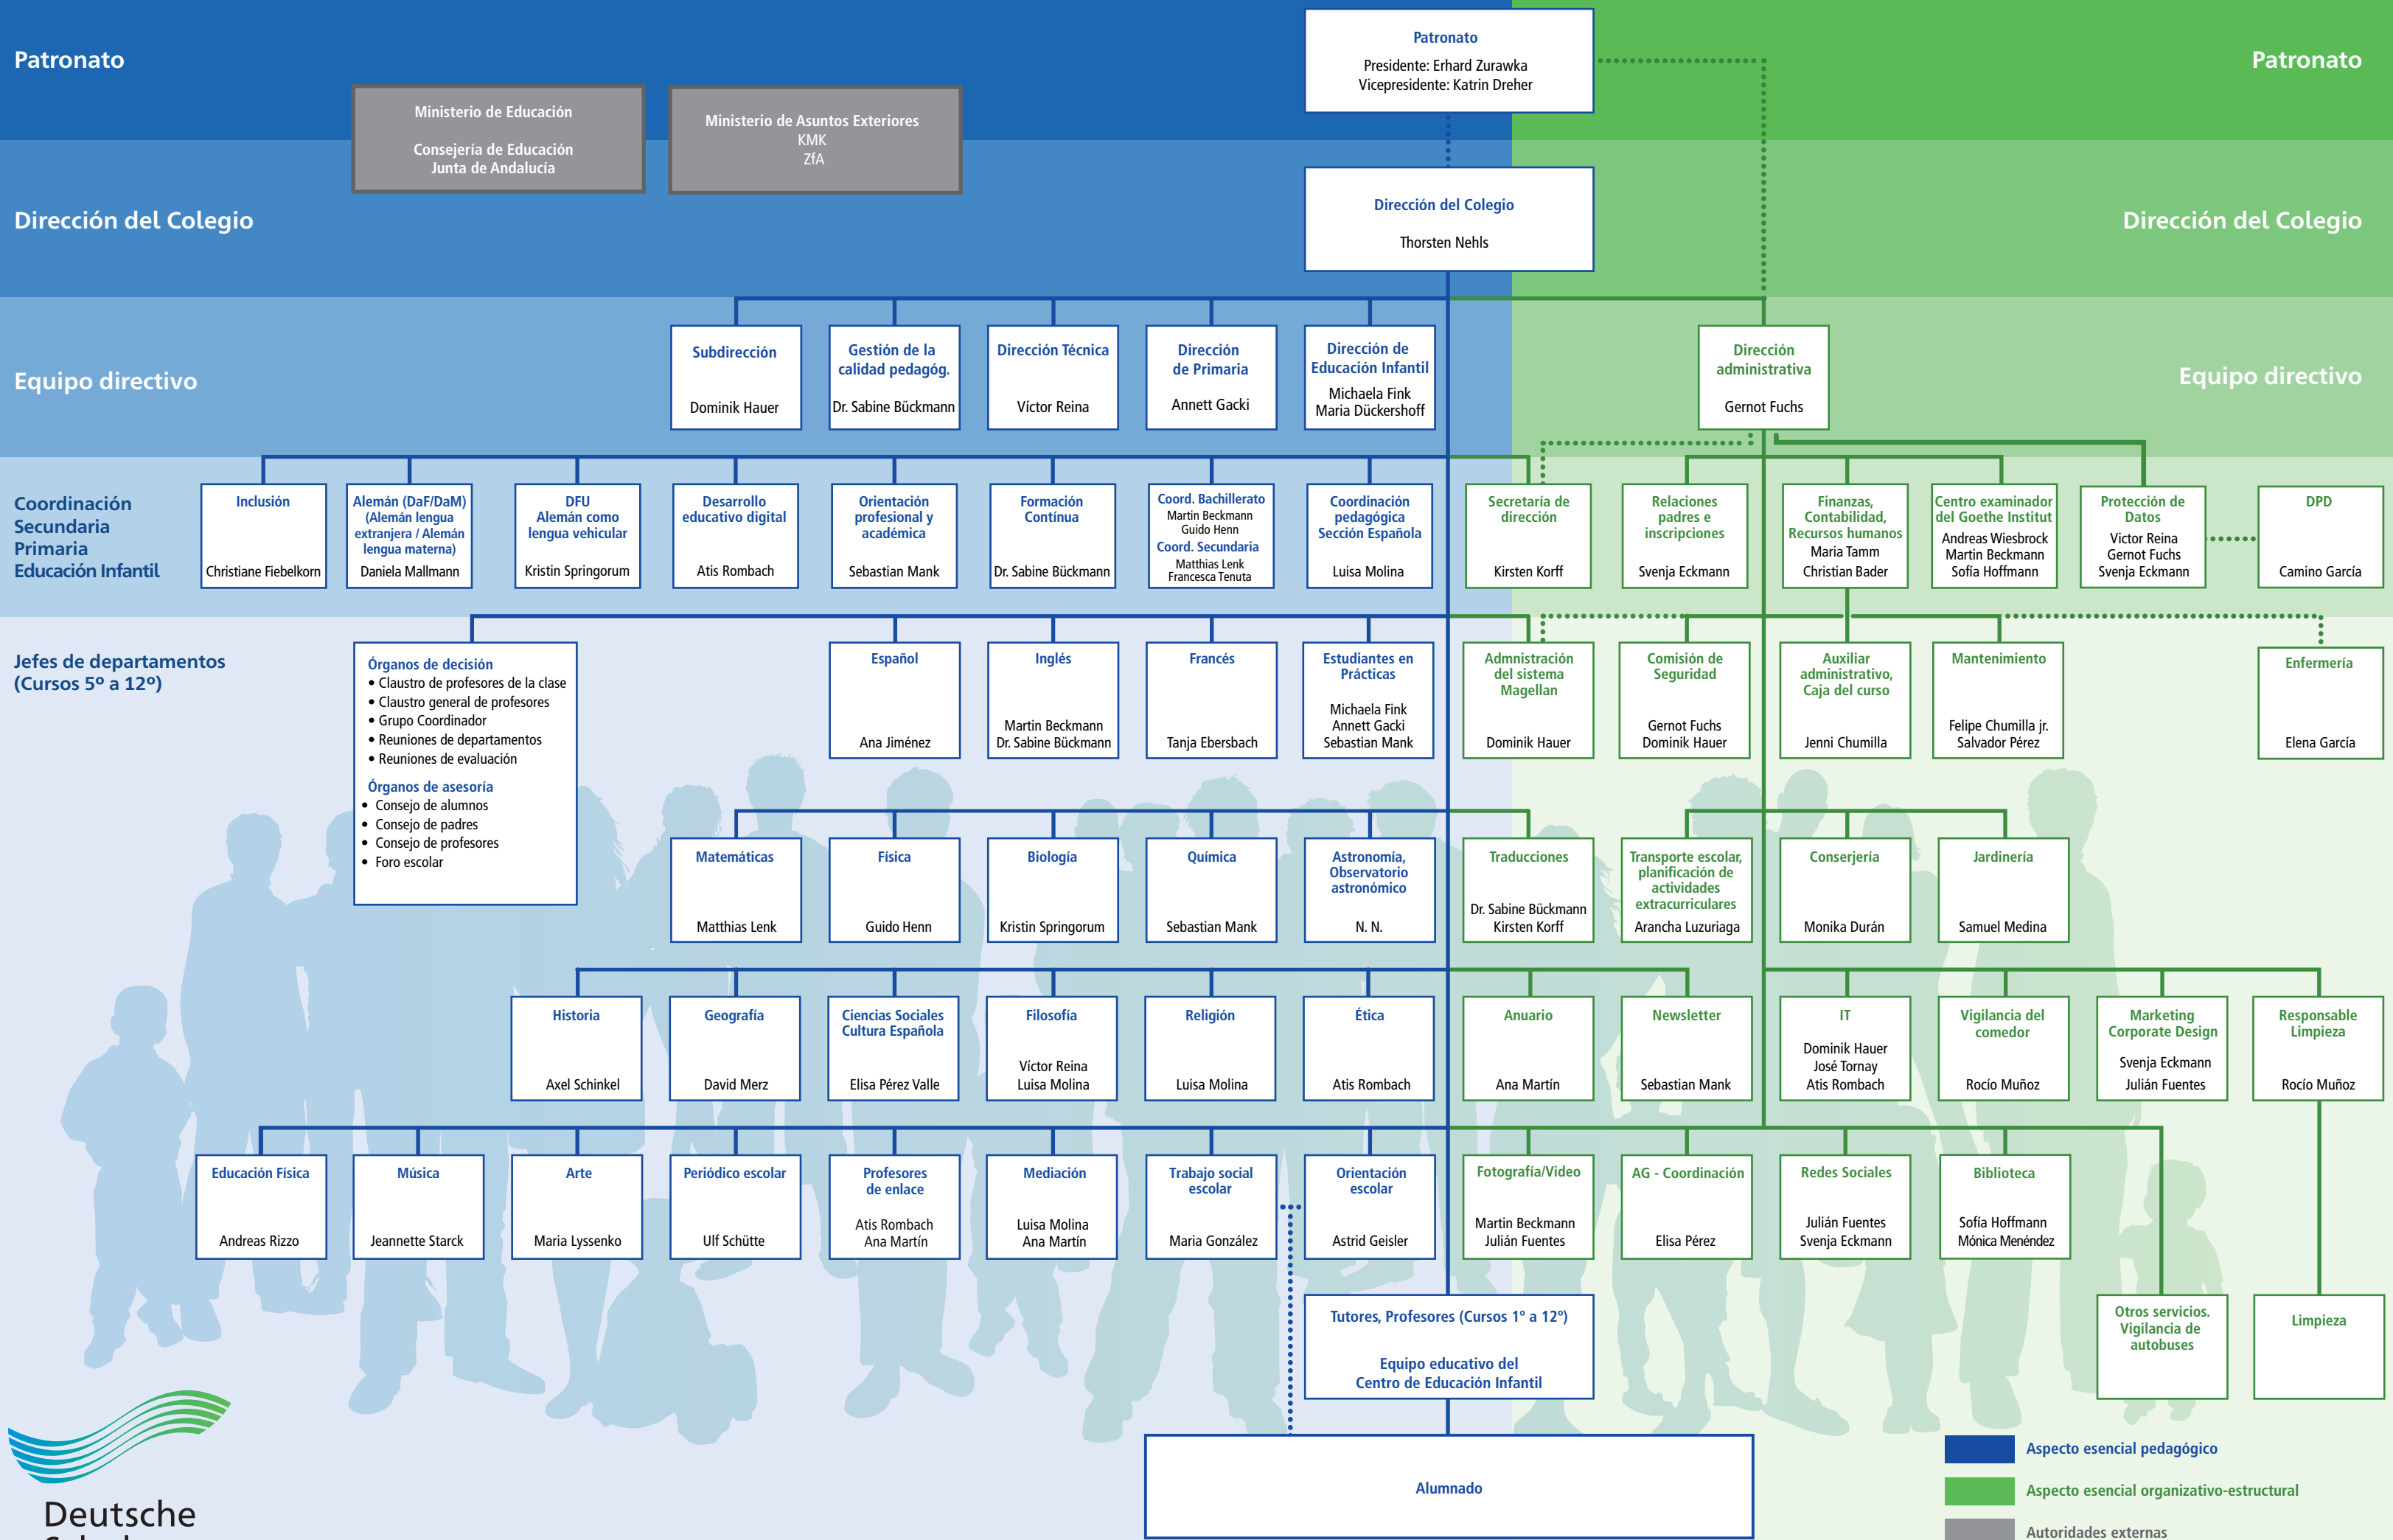 Patronato
Patronato
Presidente: Erhard Zurawka
Vicepresidente: Katrin Dreher
Patronato
Ministerio de Educación
Consejería de Educación
Junta de Andalucía
Ministerio de Asuntos Exteriores
KMK
ZfA
Dirección del Colegio
Dirección del Colegio
Thorsten Nehls
Dirección del Colegio
Equipo directivo
Subdirección
Dominik Hauer
Gestión de la
calidad pedagóg.
Dr. Sabine Bückmann
Dirección Técnica
Víctor Reina
Dirección
de Primaria
Annett Gacki
Dirección de
Educación Infantil
Michaela Fink
Maria Dückershoff
Dirección
administrativa
Gernot Fuchs
Equipo directivo
Coordinación
Secundaria
Primaria
Educación Infantil
Inclusión
Christiane Fiebelkorn
Alemán (DaF/DaM)
(Alemán lengua
extranjera / Alemán
lengua materna)
Daniela Mallmann
DFU
Alemán como
lengua vehicular
Kristin Springorum
Desarrollo
educativo digital
Atis Rombach
Orientación
profesional y
académica
Sebastian Mank
Formación
Contínua
Dr. Sabine Bückmann
Coord. Bachillerato
Martin Beckmann
Guido Henn
Coord. Secundaria
Matthias Lenk
Francesca Tenuta
Coordinación
pedagógica
Sección Española
Luisa Molina
Secretaría de
dirección
Kirsten Korff
Relaciones
padres e
inscripciones
Svenja Eckmann
Finanzas,
Contabilidad,
Recursos humanos
Maria Tamm
Christian Bader
Centro examinador
del Goethe Institut
Andreas Wiesbrock
Martin Beckmann
Sofía Hoffmann
Protección de
Datos
Victor Reina
Gernot Fuchs
Svenja Eckmann
DPD
Camino García
Jefes de departamentos
(Cursos 5º a 12º)
Órganos de decisión
• Claustro de profesores de la clase
• Claustro general de profesores
• Grupo Coordinador
• Reuniones de departamentos
• Reuniones de evaluación
Órganos de asesoría
• Consejo de alumnos
• Consejo de padres
• Consejo de profesores
• Foro escolar
Español
Ana Jiménez
Inglés
Martin Beckmann
Dr. Sabine Bückmann
Francés
Tanja Ebersbach
Estudiantes en
Prácticas
Michaela Fink
Annett Gacki
Sebastian Mank
Admnistración
del sistema
Magellan
Dominik Hauer
Comisión de
Seguridad
Gernot Fuchs
Dominik Hauer
Auxiliar
administrativo,
Caja del curso
Jenni Chumilla
Mantenimiento
Felipe Chumilla jr.
Salvador Pérez
Enfermería
Elena García
Matemáticas
Matthias Lenk
Física
Guido Henn
Biología
Kristin Springorum
Química
Sebastian Mank
Astronomía,
Observatorio
astronómico
N. N.
Traducciones
Dr. Sabine Bückmann
Kirsten Korff
Transporte escolar,
planificación de
actividades
extracurriculares
Arancha Luzuriaga
Conserjería
Monika Durán
Jardinería
Samuel Medina
Historia
Axel Schinkel
Geografía
David Merz
Ciencias Sociales
Cultura Española
Elisa Pérez Valle
Filosofía
Víctor Reina
Luisa Molina
Religión
Luisa Molina
Ética
Atis Rombach
Anuario
Ana Martín
Newsletter
Sebastian Mank
IT
Dominik Hauer
José Tornay
Atis Rombach
Vigilancia del
comedor
Rocío Muñoz
Marketing
Corporate Design
Svenja Eckmann
Julián Fuentes
Responsable
Limpieza
Rocío Muñoz
Educación Física
Andreas Rizzo
Música
Jeannette Starck
Arte
Maria Lyssenko
Periódico escolar
Ulf Schütte
Profesores
de enlace
Atis Rombach
Ana Martín
Mediación
Luisa Molina
Ana Martín
Trabajo social
escolar
Maria González
Orientación
escolar
Astrid Geisler
Fotografía/Video
Martin Beckmann
Julián Fuentes
AG - Coordinación
Elisa Pérez
Redes Sociales
Julián Fuentes
Svenja Eckmann
Biblioteca
Sofía Hoffmann
Mónica Menéndez
Tutores, Profesores (Cursos 1º a 12º)
Equipo educativo del
Centro de Educación Infantil
Otros servicios.
Vigilancia de
autobuses
Limpieza
Alumnado
Aspecto esencial pedagógico
Aspecto esencial organizativo-estructural
Autoridades externas
Deutsche